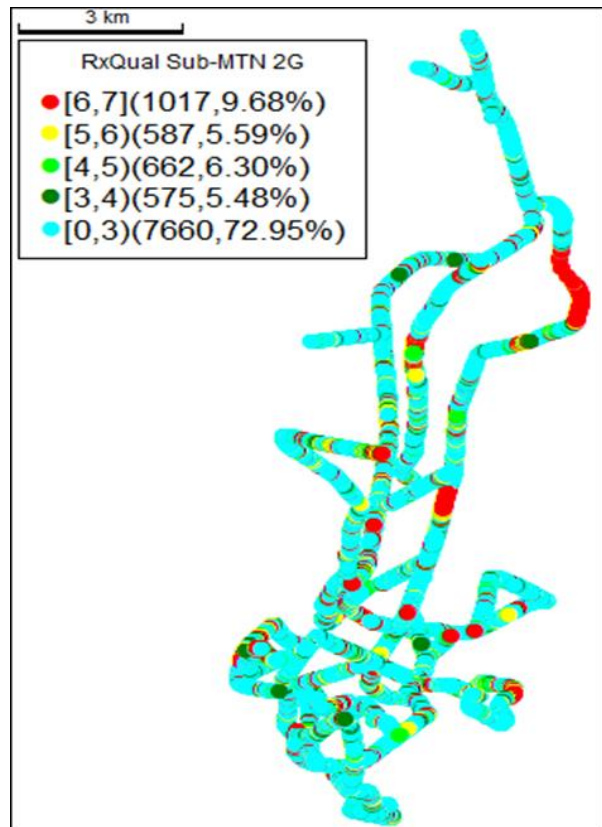 3 km
RxQual Sub-MTN 2G
[6,7](1017,9.68%)
[5,6)(587,5.59%)
[4,5)(662,6.30%)
[3,4)(575,5.48%)
[0,3)(7660,72.95%)